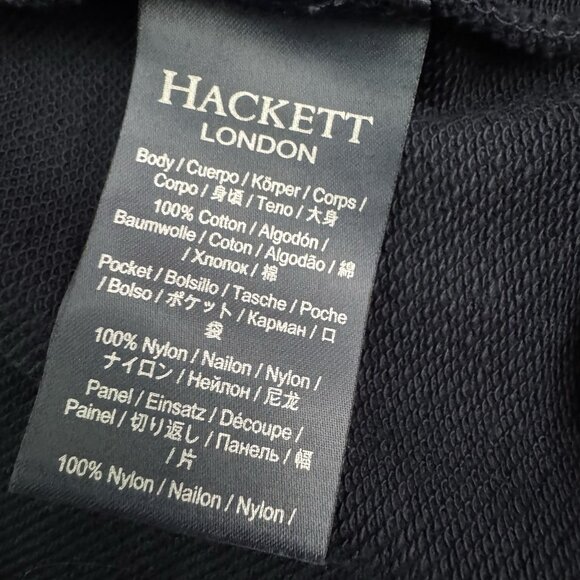 HACKETT
LONDON
Body / Cuerpo / Körper / Corps /
Corpo / 身頃 / Teno / 大身
100% Cotton / Algodón /
Baumwolle / Coton / Algodão / 綿
/ Хлопок / 棉
Pocket / Bolsillo / Tasche / Poche
/ Bolso / ポケット / Карман / 口
袋
100% Nylon / Nailon / Nylon /
ナイロン / Нейлон / 尼龙
Panel / Einsatz / Découpe /
Painel / 切り返し / Панель / 幅
/ 片
100% Nylon / Nailon / Nylon /